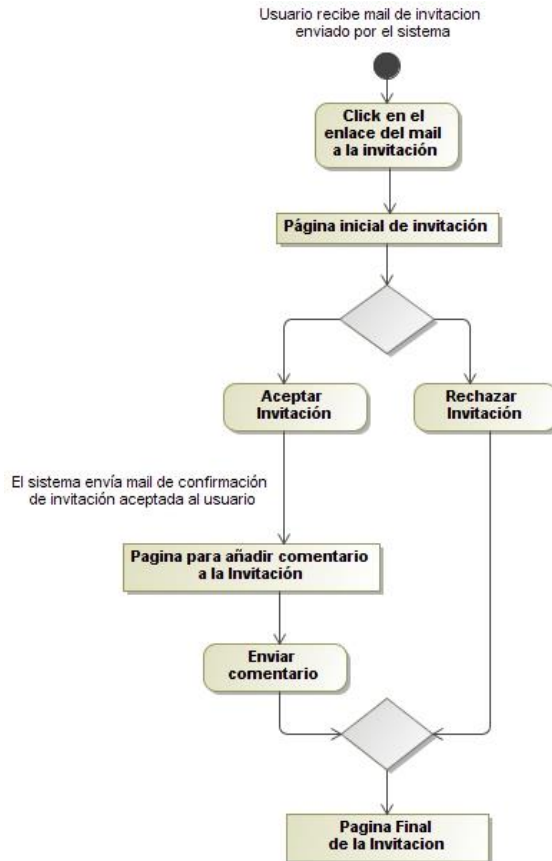 Usuario recibe mail de invitacion
enviado por el sistema
Click en el
enlace del mail
a la invitación
Página inicial de invitación
Aceptar
Invitación
Rechazar
Invitación
El sistema envía mail de confirmación
de invitación aceptada al usuario
Pagina para añadir comentario
a la Invitación
Enviar
comentario
Pagina Final
de la Invitacion